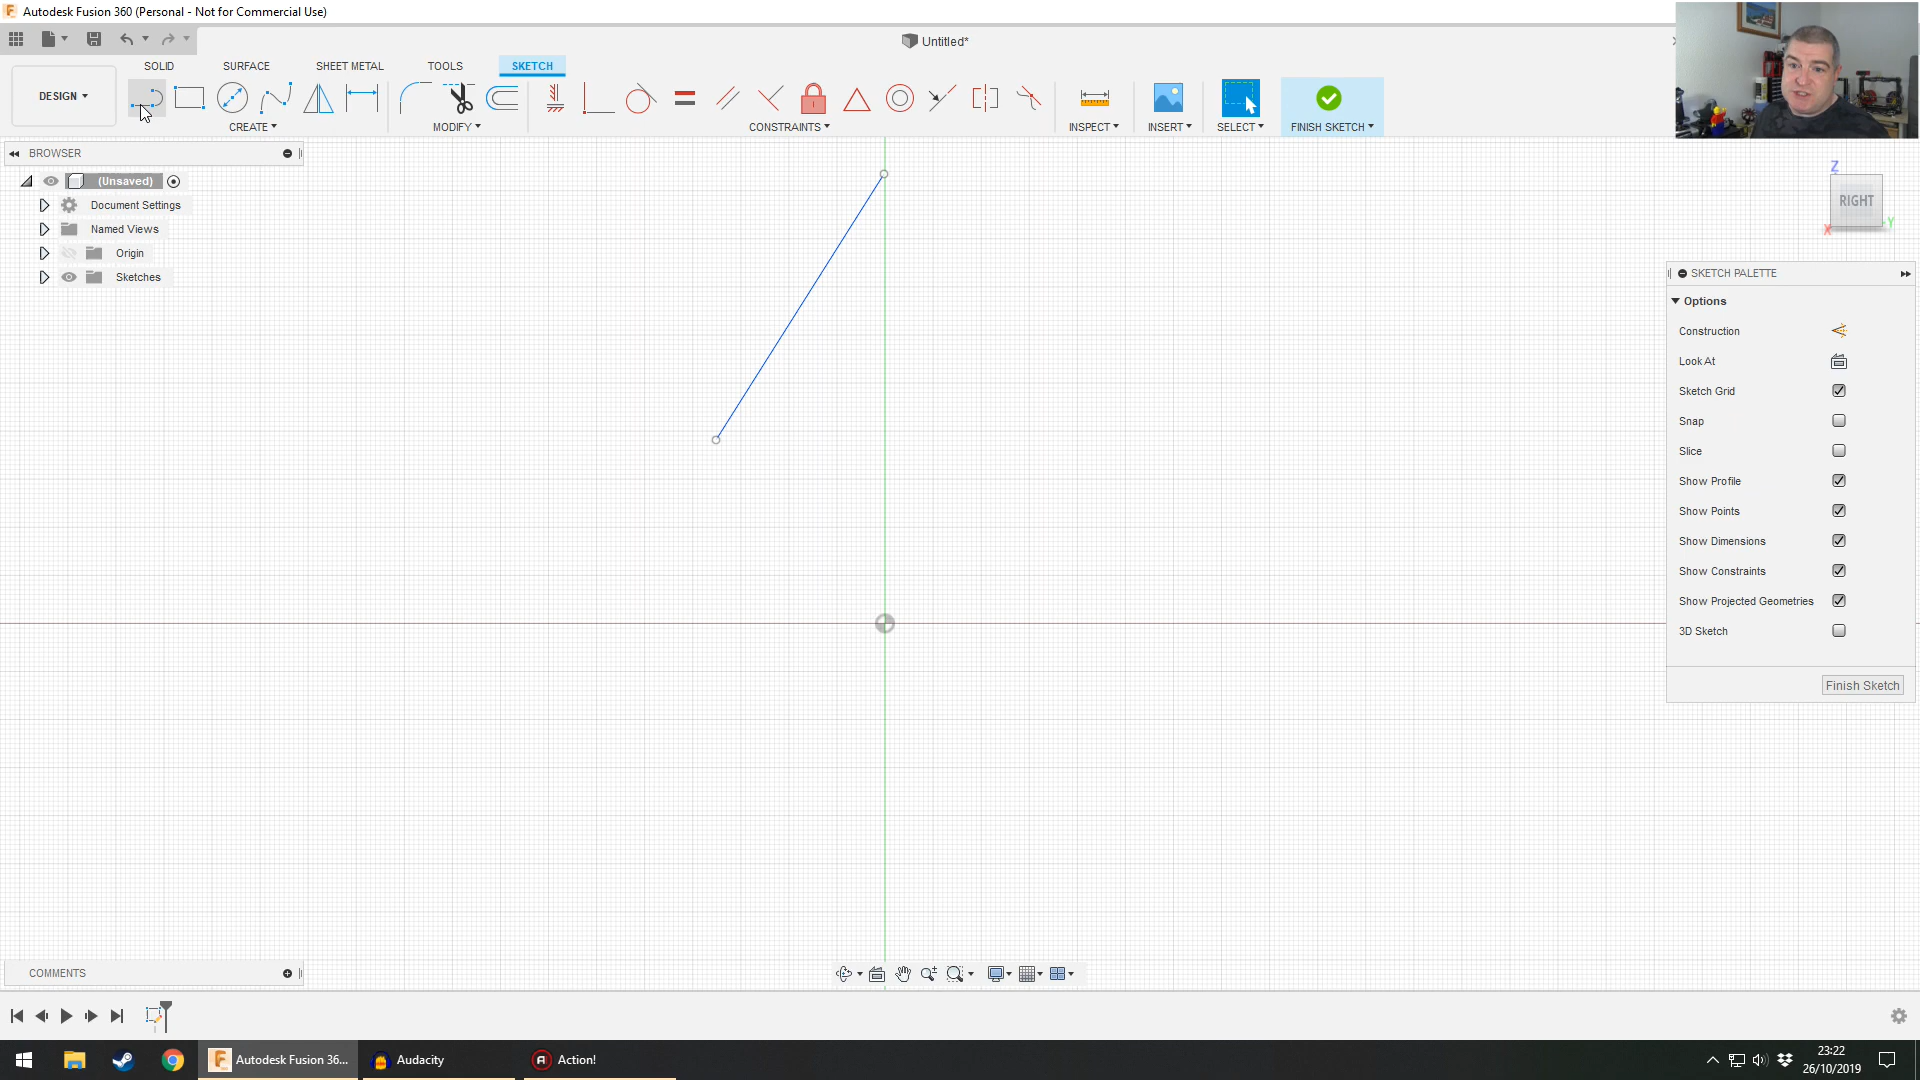 Autodesk Fusion 360 (Personal - Not for Commercial Use)
Untitled*
SOLID
SURFACE
SHEET METAL
TOOLS
SKETCH
DESIGN
CREATE
MODIFY
CONSTRAINTS
INSPECT
INSERT
SELECT
FINISH SKETCH
BROWSER
(Unsaved)
Document Settings
Named Views
Origin
Sketches
Z
RIGHT
X
Y
SKETCH PALETTE
Options
Construction
Look At
Sketch Grid
Snap
Slice
Show Profile
Show Points
Show Dimensions
Show Constraints
Show Projected Geometries
3D Sketch
Finish Sketch
COMMENTS
Autodesk Fusion 36...
Audacity
Action!
23:22
26/10/2019